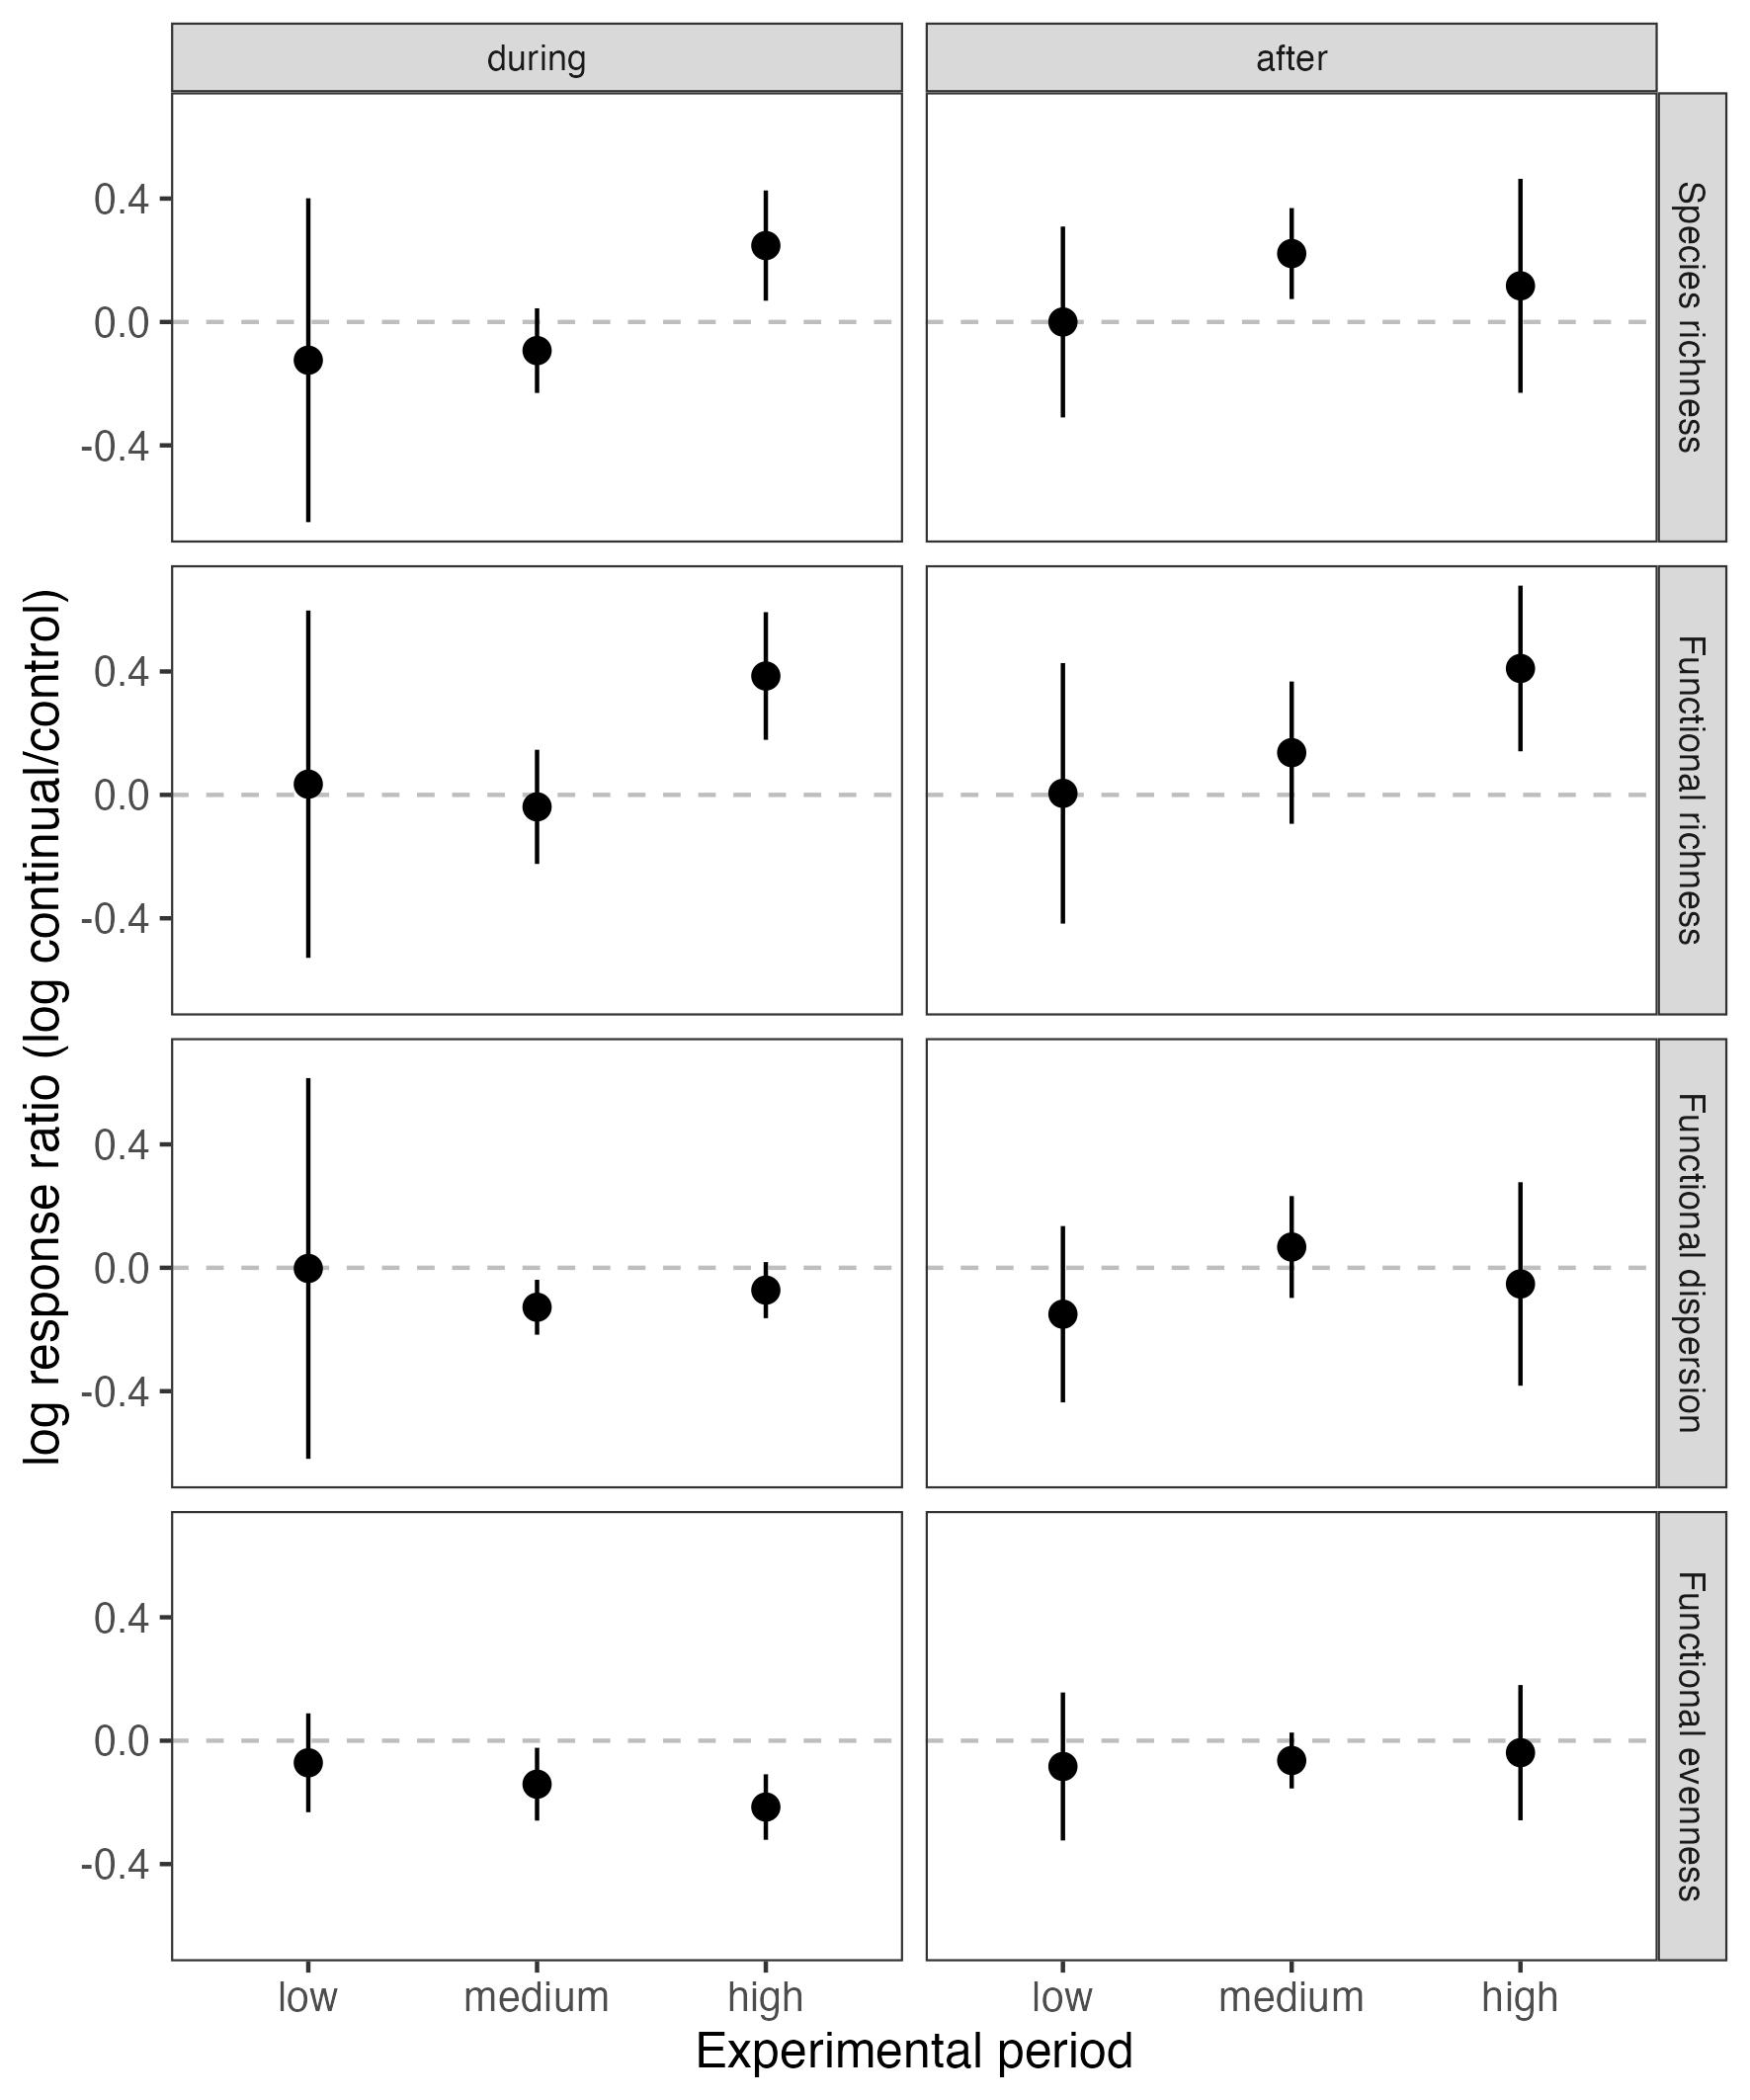 during
after
0.4
0.0
-0.4
Species richness
0.4
0.0
-0.4
Functional richness
0.4
0.0
-0.4
Functional dispersion
0.4
0.0
-0.4
Functional evenness
log response ratio (log continual/control)
low
medium
high
low
medium
high
Experimental period